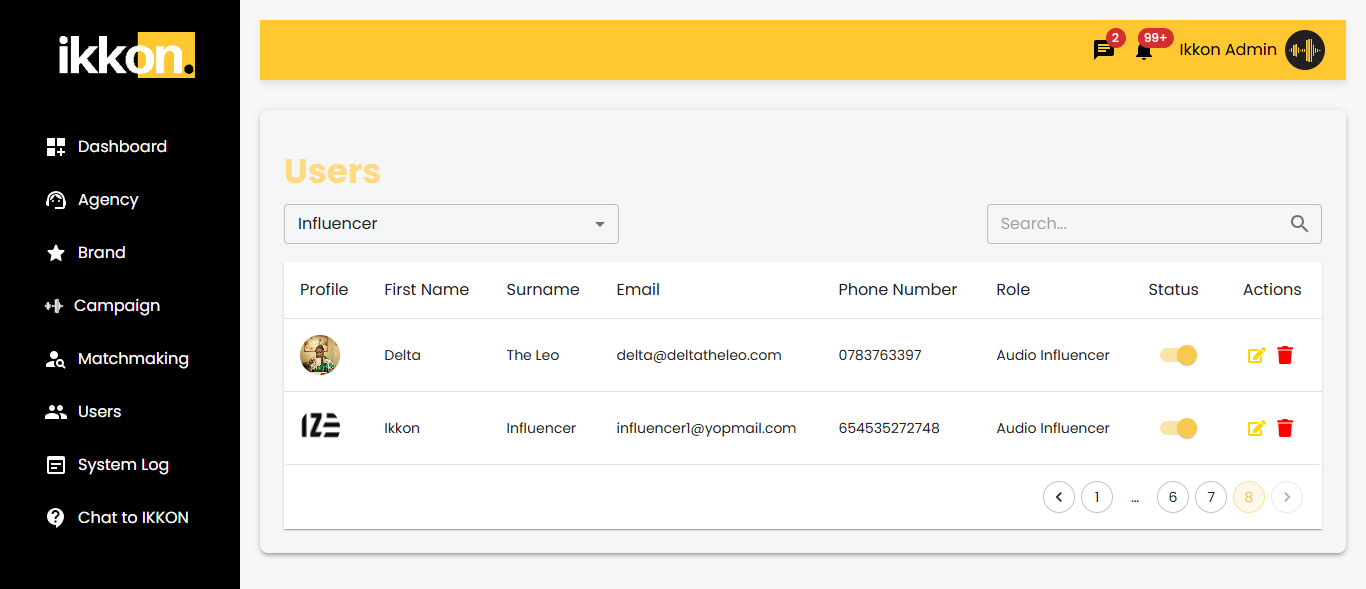 ikkon.
2
99+
Ikkon Admin
Dashboard
Agency
Brand
Campaign
Matchmaking
Users
System Log
Chat to IKKON
Users
Influencer
Search...
Profile First Name Surname Email Phone Number Role Status Actions
Delta The Leo delta@deltatheleo.com 0783763397 Audio Influencer
IZE Ikkon Influencer influencer1@yopmail.com 654535272748 Audio Influencer
1 ... 6 7 8